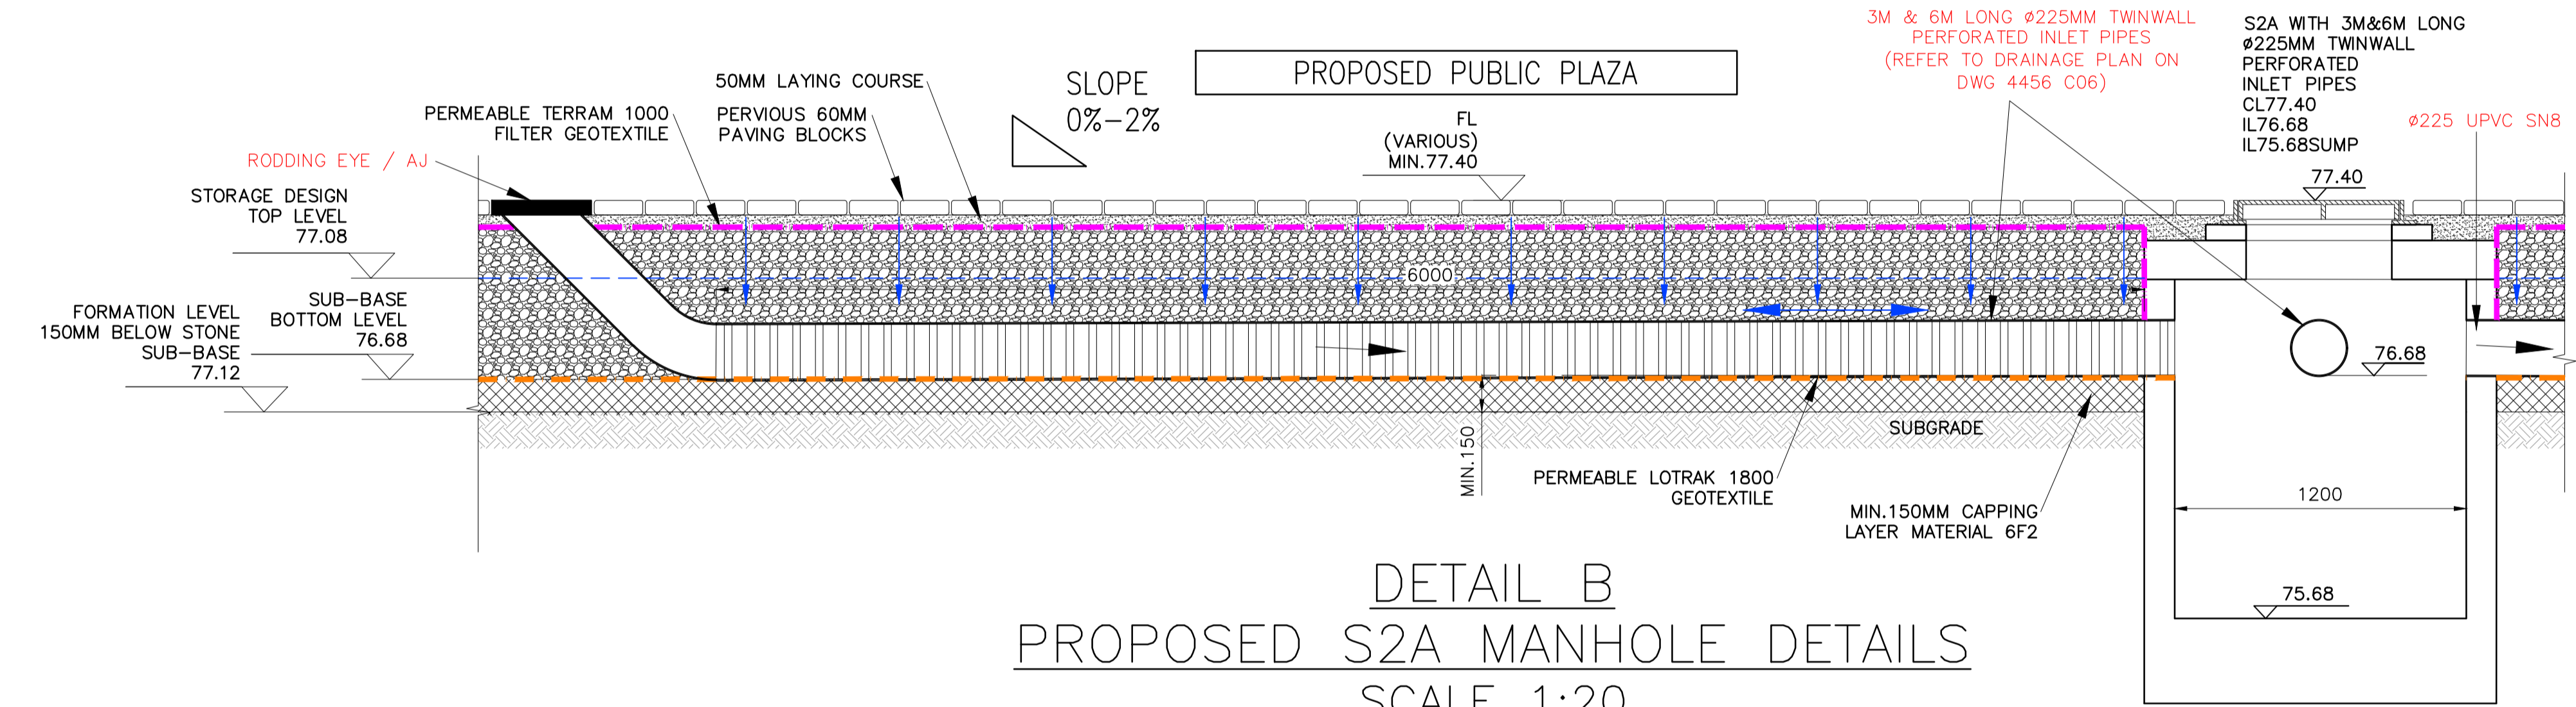 3M & 6M LONG Ø225MM TWINWALL
PERFORATED INLET PIPES
(REFER TO DRAINAGE PLAN ON
DWG 4456 C06)
S2A WITH 3M&6M LONG
Ø225MM TWINWALL
PERFORATED
INLET PIPES
CL77.40
IL76.68
IL75.68SUMP
Ø225 UPVC SN8
PROPOSED PUBLIC PLAZA
SLOPE
0%-2%
50MM LAYING COURSE
PERVIOUS 60MM
PAVING BLOCKS
PERMEABLE TERRAM 1000
FILTER GEOTEXTILE
RODDING EYE / AJ
FL
(VARIOUS)
MIN.77.40
77.40
STORAGE DESIGN
TOP LEVEL
77.08
6000
SUB-BASE
BOTTOM LEVEL
76.68
FORMATION LEVEL
150MM BELOW STONE
SUB-BASE
77.12
76.68
SUBGRADE
MIN.150
PERMEABLE LOTRAK 1800
GEOTEXTILE
MIN.150MM CAPPING
LAYER MATERIAL 6F2
1200
75.68
DETAIL B
PROPOSED S2A MANHOLE DETAILS
SCALE 1:20